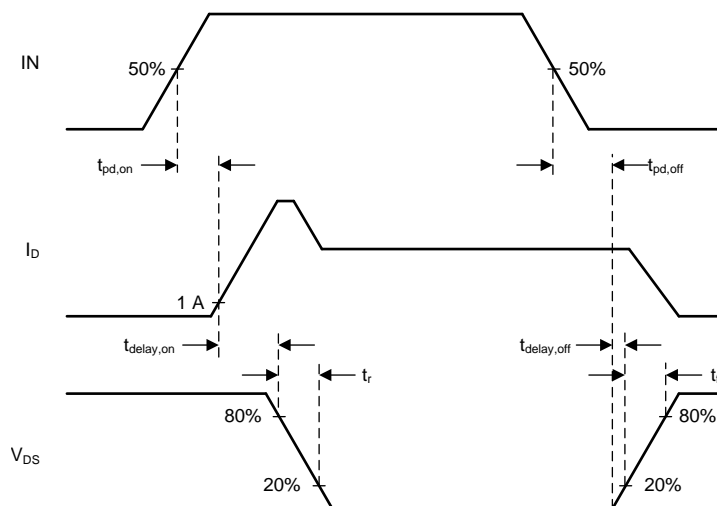 IN
50%
50%
t_pd,on
t_pd,off
I_D
1 A
t_delay,on
t_delay,off
t_r
80%
80%
V_DS
20%
20%